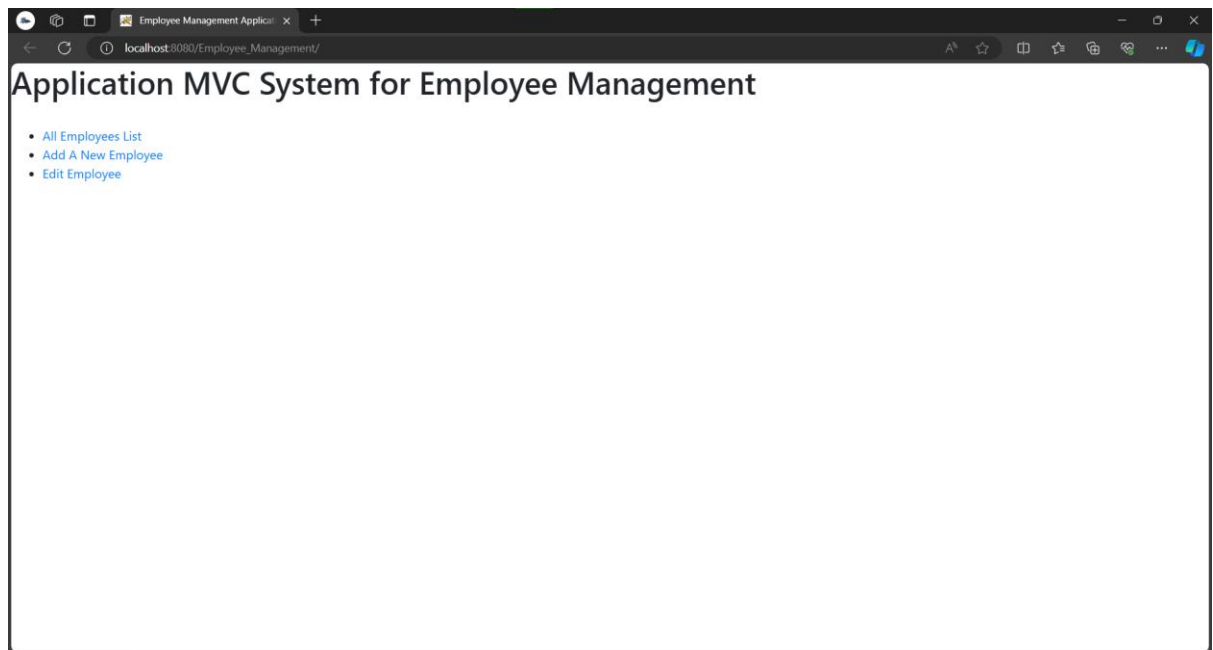 Employee Management Applicat
localhost:8080/Employee_Management/
Application MVC System for Employee Management
All Employees List
Add A New Employee
Edit Employee